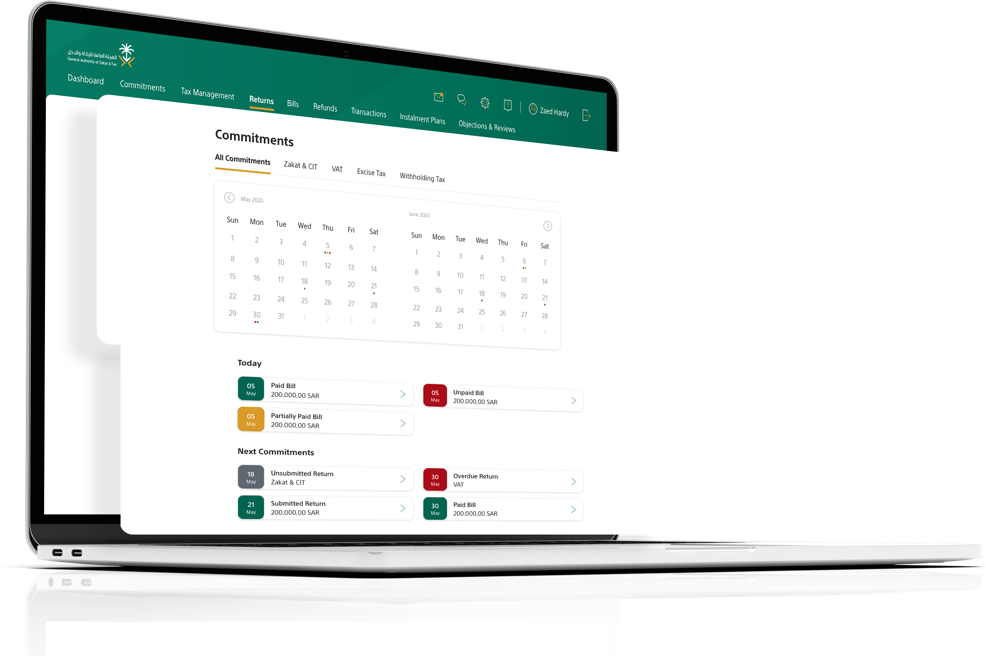 الهيئة العامة للزكاة والدخل
General Authority of Zakat & Tax
Dashboard
Commitments
Tax Management
Returns
Bills
Refunds
Transactions
Instalment Plans
Objections & Reviews
Zaed Hardy
Commitments
All Commitments Zakat & CIT VAT Excise Tax Withholding Tax
May 2020
Sun Mon Tue Wed Thu Fri Sat
1 2 3 4 5 6 7
8 9 10 11 12 13 14
15 16 17 18 19 20 21
22 23 24 25 26 27 28
29 30 31 1 2 3 4
June 2020
Sun Mon Tue Wed Thu Fri Sat
1 2 3 4 5 6 7
8 9 10 11 12 13 14
15 16 17 18 19 20 21
22 23 24 25 26 27 28
29 30 31 1 2 3 4
Today
05 May
Paid Bill
200.000,00 SAR
05 May
Unpaid Bill
200.000,00 SAR
05 May
Partially Paid Bill
200.000,00 SAR
Next Commitments
18 May
Unsubmitted Return
Zakat & CIT
30 May
Overdue Return
VAT
21 May
Submitted Return
200.000,00 SAR
30 May
Paid Bill
200.000,00 SAR